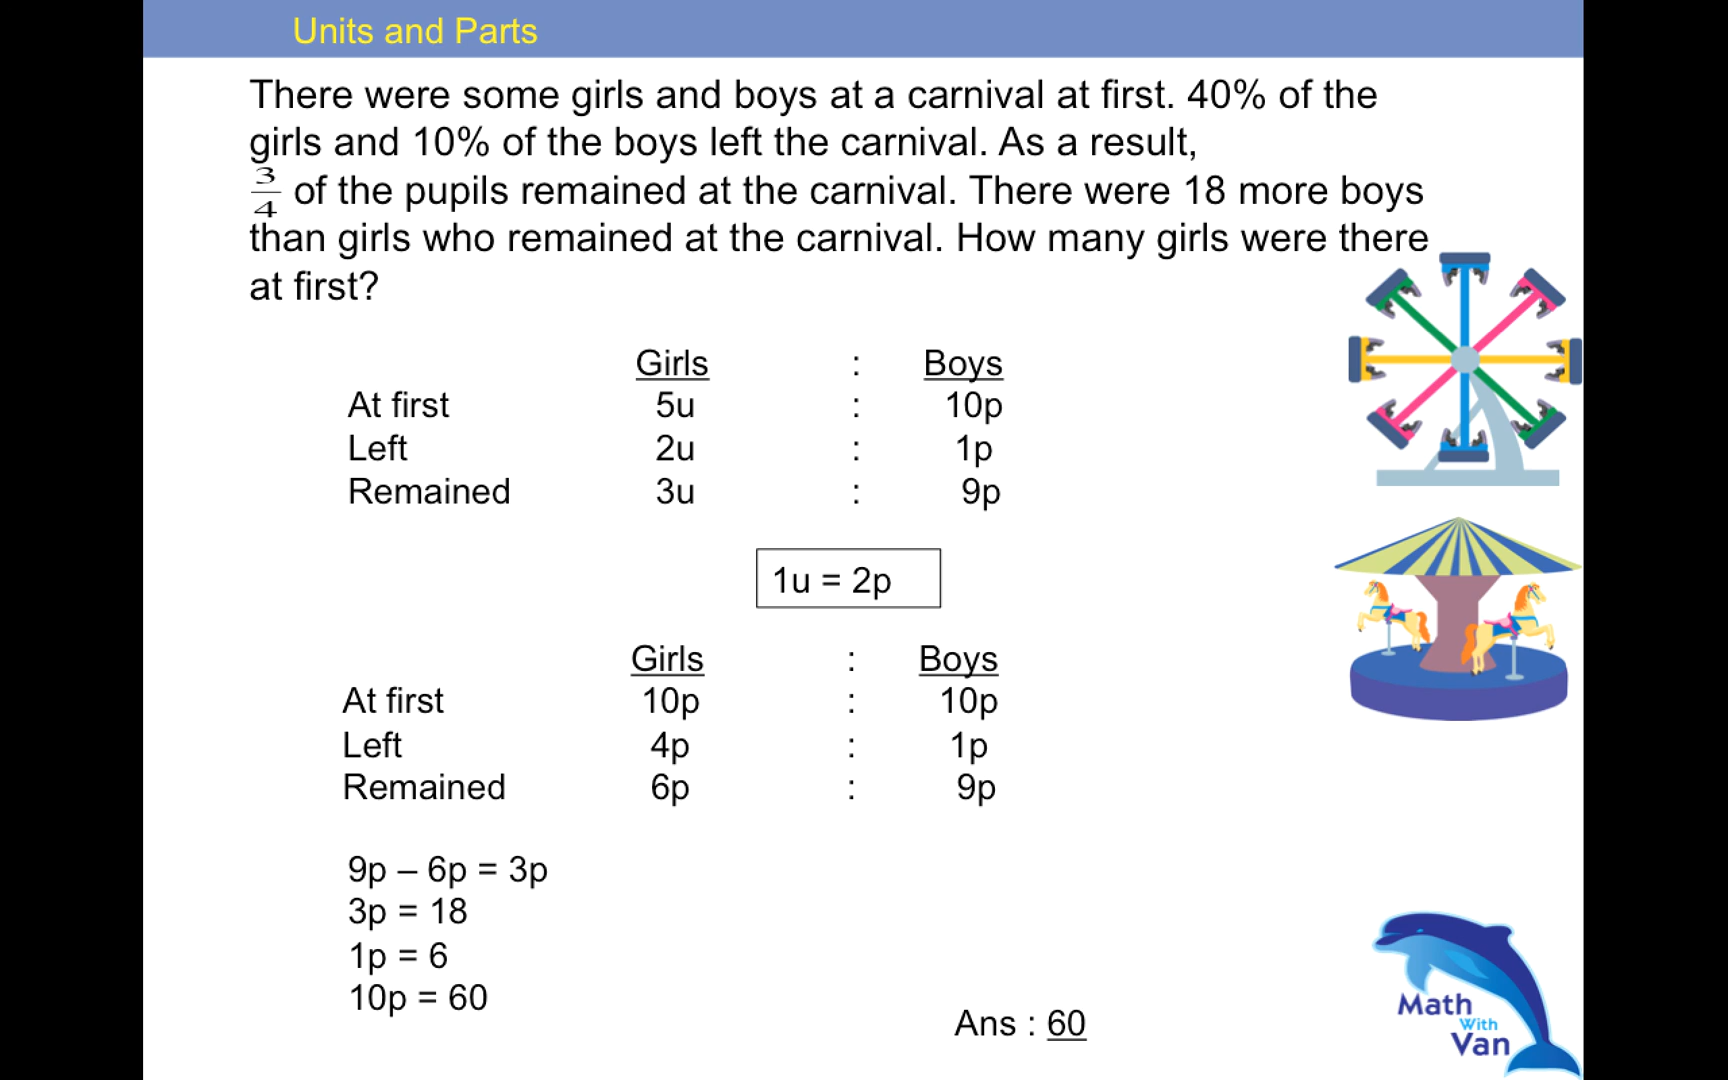 Units and Parts
There were some girls and boys at a carnival at first. 40% of the
girls and 10% of the boys left the carnival. As a result,
3/4 of the pupils remained at the carnival. There were 18 more boys
than girls who remained at the carnival. How many girls were there
at first?
Girls : Boys
At first 5u : 10p
Left 2u : 1p
Remained 3u : 9p
1u = 2p
Girls : Boys
At first 10p : 10p
Left 4p : 1p
Remained 6p : 9p
9p – 6p = 3p
3p = 18
1p = 6
10p = 60
Ans : 60
Math
With
Van